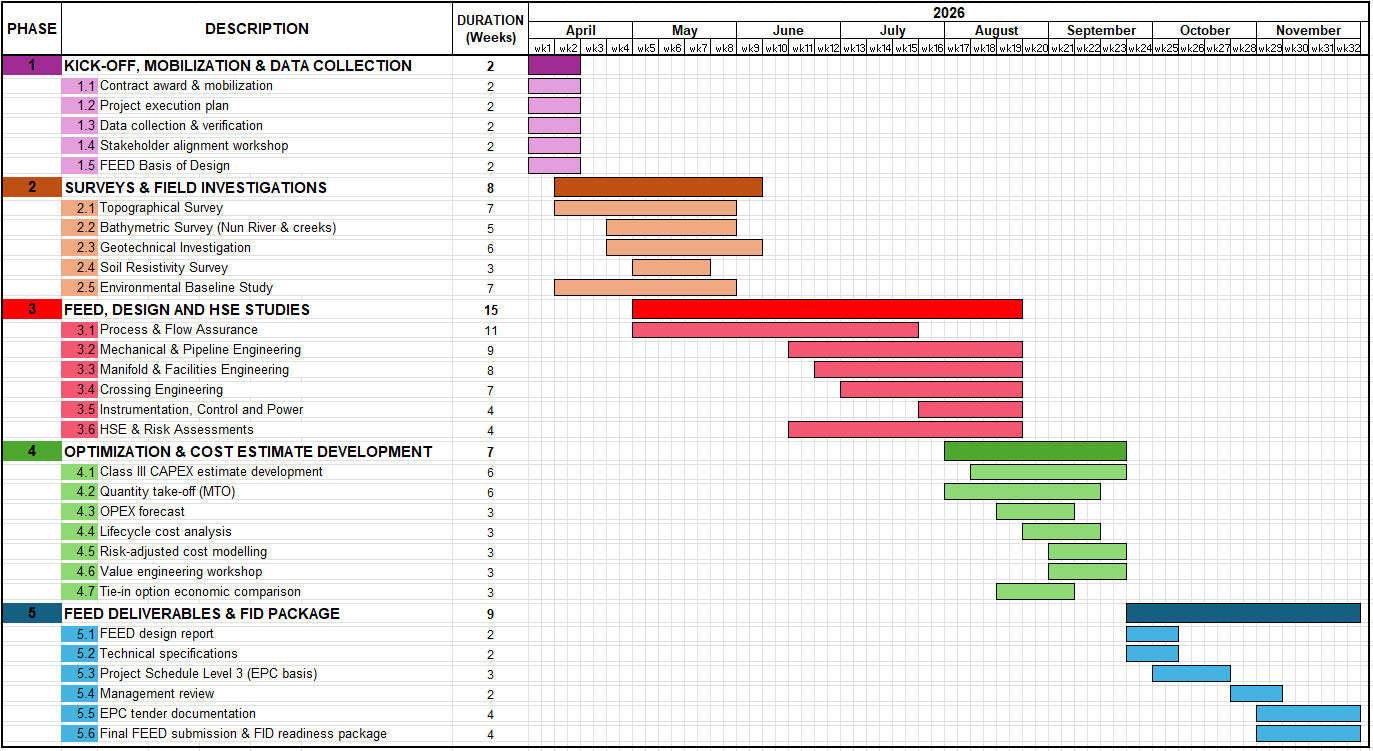 2026
PHASE DESCRIPTION DURATION (Weeks) April May June July August September October November
wk1 wk2 wk3 wk4 wk5 wk6 wk7 wk8 wk9 wk10 wk11 wk12 wk13 wk14 wk15 wk16 wk17 wk18 wk19 wk20 wk21 wk22 wk23 wk24 wk25 wk26 wk27 wk28 wk29 wk30 wk31 wk32
1 KICK-OFF, MOBILIZATION & DATA COLLECTION 2
1.1 Contract award & mobilization 2
1.2 Project execution plan 2
1.3 Data collection & verification 2
1.4 Stakeholder alignment workshop 2
1.5 FEED Basis of Design 2
2 SURVEYS & FIELD INVESTIGATIONS 8
2.1 Topographical Survey 7
2.2 Bathymetric Survey (Nun River & creeks) 5
2.3 Geotechnical Investigation 6
2.4 Soil Resistivity Survey 3
2.5 Environmental Baseline Study 7
3 FEED, DESIGN AND HSE STUDIES 15
3.1 Process & Flow Assurance 11
3.2 Mechanical & Pipeline Engineering 9
3.3 Manifold & Facilities Engineering 8
3.4 Crossing Engineering 7
3.5 Instrumentation, Control and Power 4
3.6 HSE & Risk Assessments 4
4 OPTIMIZATION & COST ESTIMATE DEVELOPMENT 7
4.1 Class III CAPEX estimate development 6
4.2 Quantity take-off (MTO) 6
4.3 OPEX forecast 3
4.4 Lifecycle cost analysis 3
4.5 Risk-adjusted cost modelling 3
4.6 Value engineering workshop 3
4.7 Tie-in option economic comparison 3
5 FEED DELIVERABLES & FID PACKAGE 9
5.1 FEED design report 2
5.2 Technical specifications 2
5.3 Project Schedule Level 3 (EPC basis) 3
5.4 Management review 2
5.5 EPC tender documentation 4
5.6 Final FEED submission & FID readiness package 4